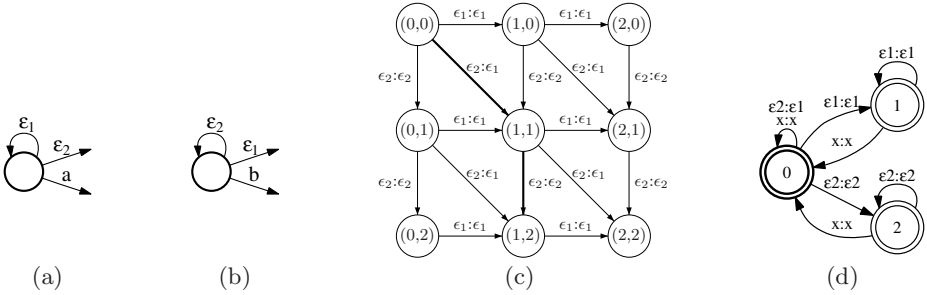 ε1
ε2
a
(a)
ε2
ε1
b
(b)
(0,0) ϵ1:ϵ1 (1,0) ϵ1:ϵ1 (2,0)
ϵ2:ϵ2 ϵ2:ϵ1 ϵ2:ϵ2 ϵ2:ϵ1 ϵ2:ϵ2
(0,1) ϵ1:ϵ1 (1,1) ϵ1:ϵ1 (2,1)
ϵ2:ϵ2 ϵ2:ϵ1 ϵ2:ϵ2 ϵ2:ϵ1 ϵ2:ϵ2
(0,2) ϵ1:ϵ1 (1,2) ϵ1:ϵ1 (2,2)
(c)
ε1:ε1
1
ε2:ε1
x:x
ε1:ε1
x:x
0
ε2:ε2
ε2:ε2
x:x
2
(d)